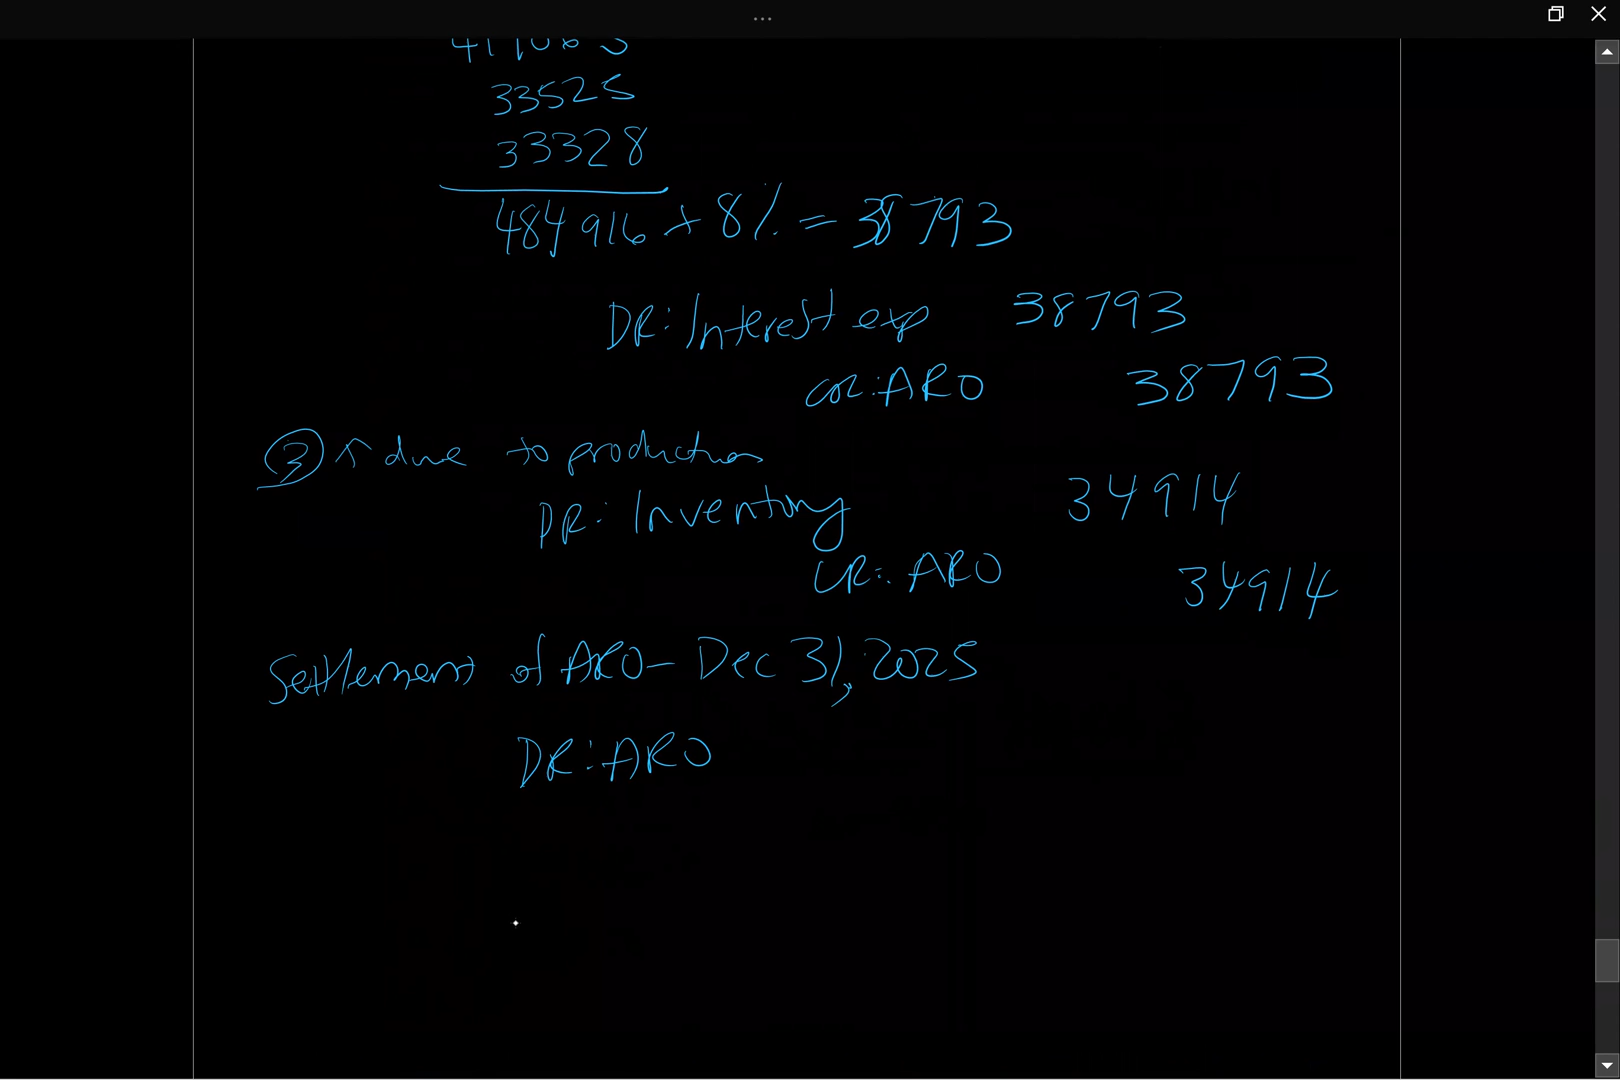 33525
33328
484916 + 8% = 38793
DR: Interest exp 38793
CR: ARO 38793
③ ↑ due to production
DR: Inventory 34914
CR: ARO 34914
Settlement of ARO - Dec 31, 2025
DR: ARO